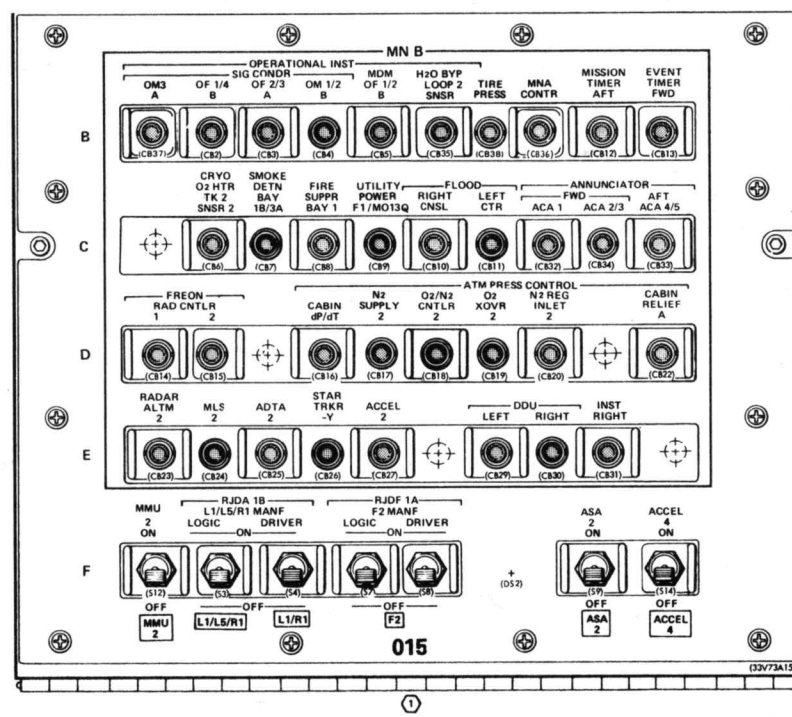 MN B
OPERATIONAL INST
SIG CONDR
OM3 A
OF 1/4 B
OF 2/3 A
OM 1/2 B
MDM OF 1/2 B
H2O BYP LOOP 2 SNSR
TIRE PRESS
MNA CONTR
MISSION TIMER AFT
EVENT TIMER FWD
B
(CB37) (CB2) (CB3) (CB4) (CB5) (CB35) (CB38) (CB36) (CB12) (CB13)
CRYO O2 HTR TK 2 SNSR 2
SMOKE DETN BAY 1B/3A
FIRE SUPPR BAY 1
UTILITY POWER F1/MO13Q
FLOOD
RIGHT CNSL
LEFT CTR
ANNUNCIATOR
FWD
ACA 1
ACA 2/3
AFT ACA 4/5
C
(CB6) (CB7) (CB8) (CB9) (CB10) (CB11) (CB32) (CB34) (CB33)
FREON
RAD CNTLR
1 2
ATM PRESS CONTROL
CABIN dP/dT
N2 SUPPLY 2
O2/N2 CNTLR 2
O2 XOVR 2
N2 REG INLET 2
CABIN RELIEF A
D
(CB14) (CB15) (CB16) (CB17) (CB18) (CB19) (CB20) (CB22)
RADAR ALTM 2
MLS 2
ADTA 2
STAR TRKR -Y
ACCEL 2
DDU
LEFT RIGHT
INST RIGHT
E
(CB23) (CB24) (CB25) (CB26) (CB27) (CB29) (CB30) (CB31)
MMU 2 ON
RJDA 1B
L1/L5/R1 MANF
LOGIC DRIVER
ON
RJDF 1A
F2 MANF
LOGIC DRIVER
ON
ASA 2 ON
ACCEL 4 ON
F
(S12) (S3) (S4) (S7) (S8) (DS2) (S9) (S14)
OFF OFF OFF OFF OFF
MMU 2
L1/L5/R1
L1/R1
F2
ASA 2
ACCEL 4
015
(33V73A15
1